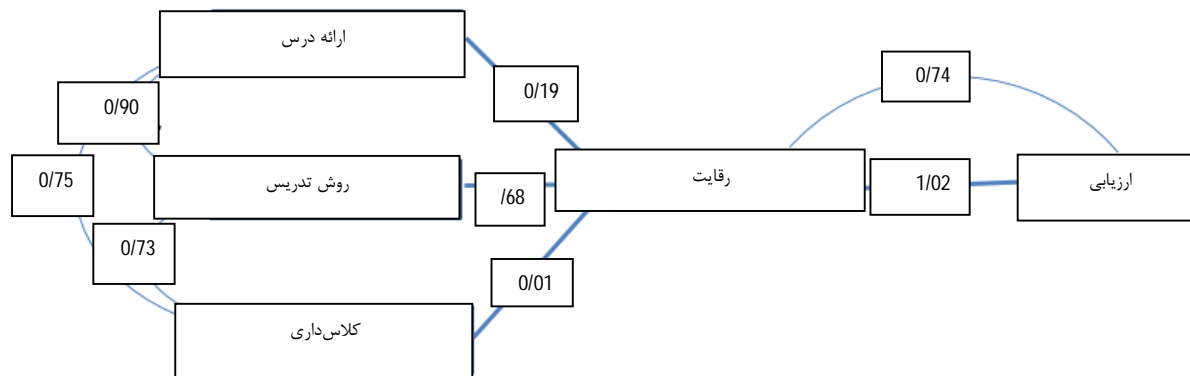 ارائه درس
0/90
0/19
0/74
0/75
روش تدریس
/68
رقابت
1/02
ارزیابی
0/73
0/01
کلاس‌داری